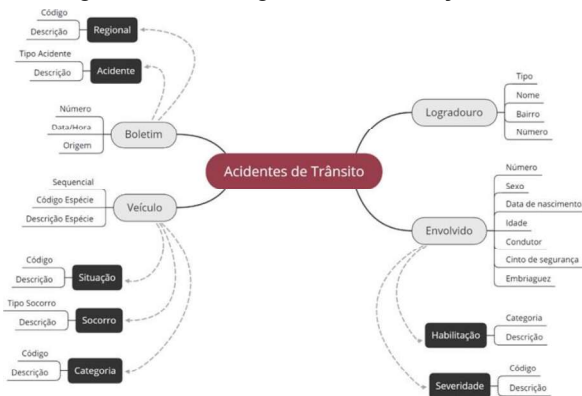 Código
Descrição
Regional
Tipo Acidente
Descrição
Acidente
Número
Data/Hora
Origem
Boletim
Acidentes de Trânsito
Sequencial
Código Espécie
Descrição Espécie
Veículo
Código
Descrição
Situação
Tipo Socorro
Descrição
Socorro
Código
Descrição
Categoria
Logradouro
Tipo
Nome
Bairro
Número
Envolvido
Número
Sexo
Data de nascimento
Idade
Condutor
Cinto de segurança
Embriaguez
Habilitação
Categoria
Descrição
Severidade
Código
Descrição